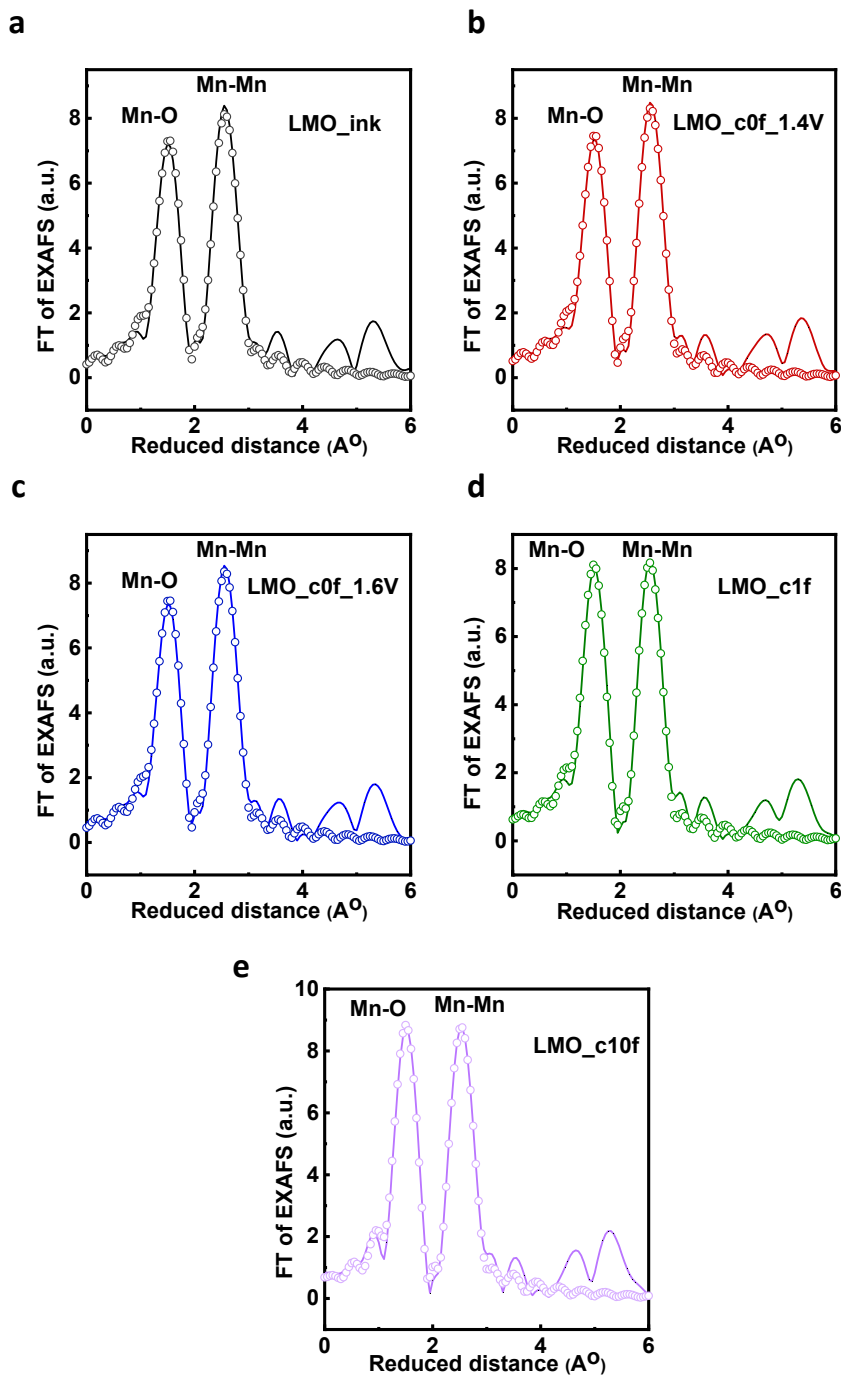 a
Mn-O
Mn-Mn
LMO_ink
FT of EXAFS (a.u.)
8
6
4
2
0
0
2
4
6
Reduced distance (A^O)
b
Mn-O
Mn-Mn
LMO_c0f_1.4V
FT of EXAFS (a.u.)
8
6
4
2
0
0
2
4
6
Reduced distance (A^O)
c
Mn-O
Mn-Mn
LMO_c0f_1.6V
FT of EXAFS (a.u.)
8
6
4
2
0
0
2
4
6
Reduced distance (A^O)
d
Mn-O
Mn-Mn
LMO_c1f
FT of EXAFS (a.u.)
8
6
4
2
0
0
2
4
6
Reduced distance (A^O)
e
Mn-O
Mn-Mn
LMO_c10f
FT of EXAFS (a.u.)
10
8
6
4
2
0
0
2
4
6
Reduced distance (A^O)